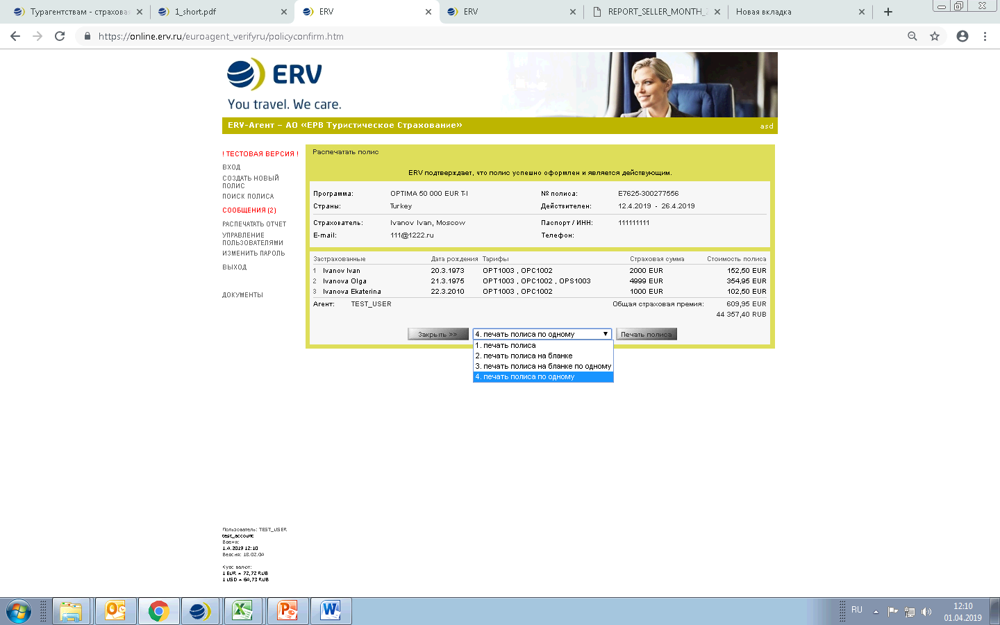 Турагентствам - страхова
1_short.pdf
ERV
ERV
REPORT_SELLER_MONTH_
Новая вкладка
https://online.erv.ru/euroagent_verifyru/policyconfirm.htm
ERV
You travel. We care.
ERV-Агент – АО «ЕРВ Туристическое Страхование»
asd
! ТЕСТОВАЯ ВЕРСИЯ !
ВХОД
СОЗДАТЬ НОВЫЙ
ПОЛИС
ПОИСК ПОЛИСА
СООБЩЕНИЯ (2)
РАСПЕЧАТАТЬ ОТЧЕТ
УПРАВЛЕНИЕ
ПОЛЬЗОВАТЕЛЯМИ
ИЗМЕНИТЬ ПАРОЛЬ
ВЫХОД
ДОКУМЕНТЫ
Распечатать полис
ERV подтверждает, что полис успешно оформлен и является действующим.
Программа: OPTIMA 50 000 EUR T-I № полиса: E7625-300277556
Страны: Turkey Действителен: 12.4.2019 - 26.4.2019
Страхователь: Ivanov Ivan, Moscow Паспорт / ИНН: 111111111
E-mail: 111@1222.ru Телефон:
Застрахованные Дата рождения Тарифы Страховая сумма Стоимость полиса
1 Ivanov Ivan 20.3.1973 OPT1003 , OPC1002 2000 EUR 152,50 EUR
2 Ivanova Olga 21.3.1975 OPT1003 , OPC1002 , OPS1003 4999 EUR 354,95 EUR
3 Ivanova Ekaterina 22.3.2010 OPT1003 , OPC1002 1000 EUR 102,50 EUR
Агент: TEST_USER Общая страховая премия: 609,95 EUR
44 357,40 RUB
Закрыть >> 4. печать полиса по одному Печать полиса
1. печать полиса
2. печать полиса на бланке
3. печать полиса на бланке по одному
4. печать полиса по одному
Пользователь: TEST_USER
test_account
Время:
1.4.2019 12:10
Версия: 18.02.04
Курс валют:
1 EUR = 72,72 RUB
1 USD = 64,73 RUB
RU
12:10
01.04.2019